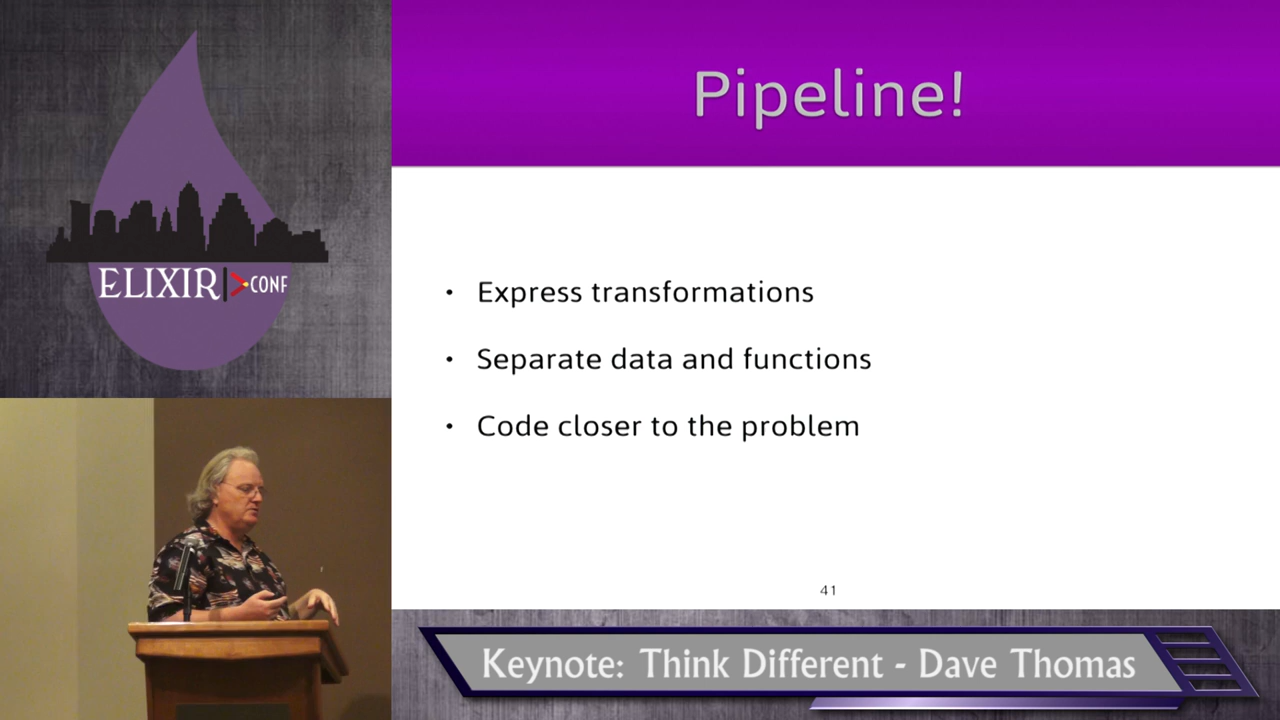 ELIXIR CONF
Pipeline!
• Express transformations
• Separate data and functions
• Code closer to the problem
41
Keynote: Think Different - Dave Thomas